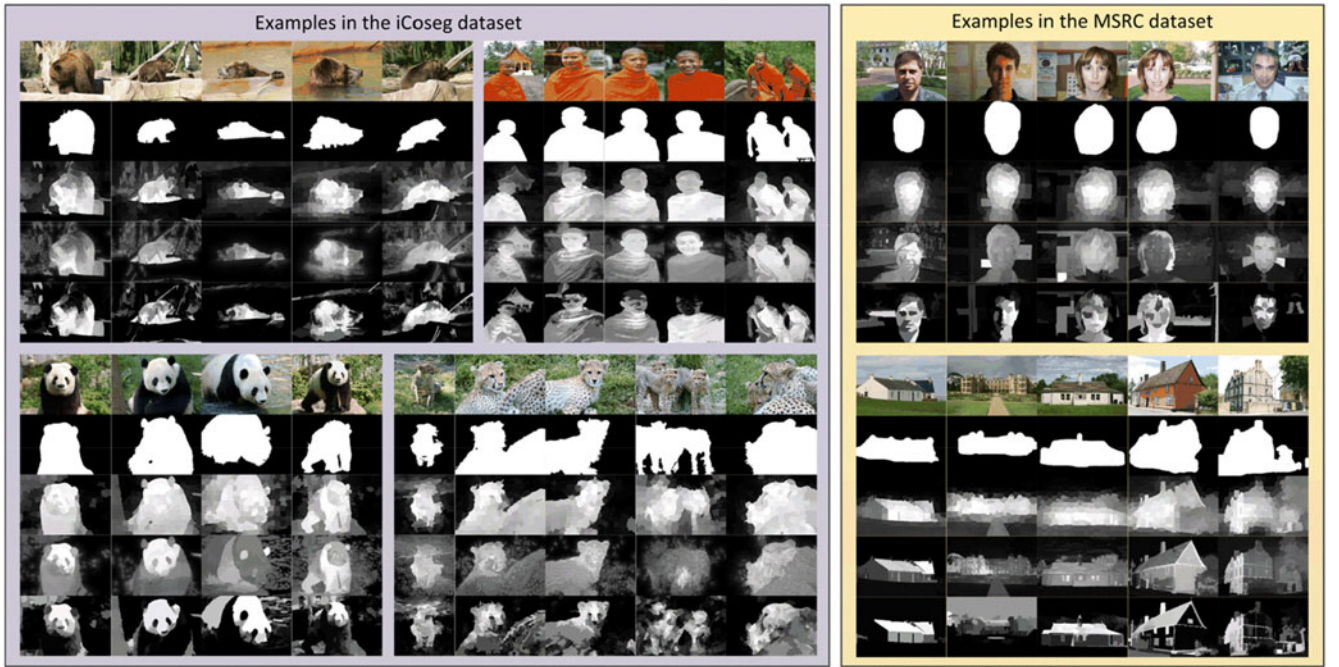 Examples in the iCoseg dataset
Examples in the MSRC dataset